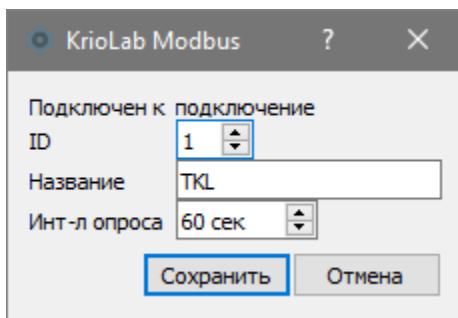 KrioLab Modbus ?
Подключен к подключение
ID 1
Название TKL
Инт-л опроса 60 сек
Сохранить Отмена